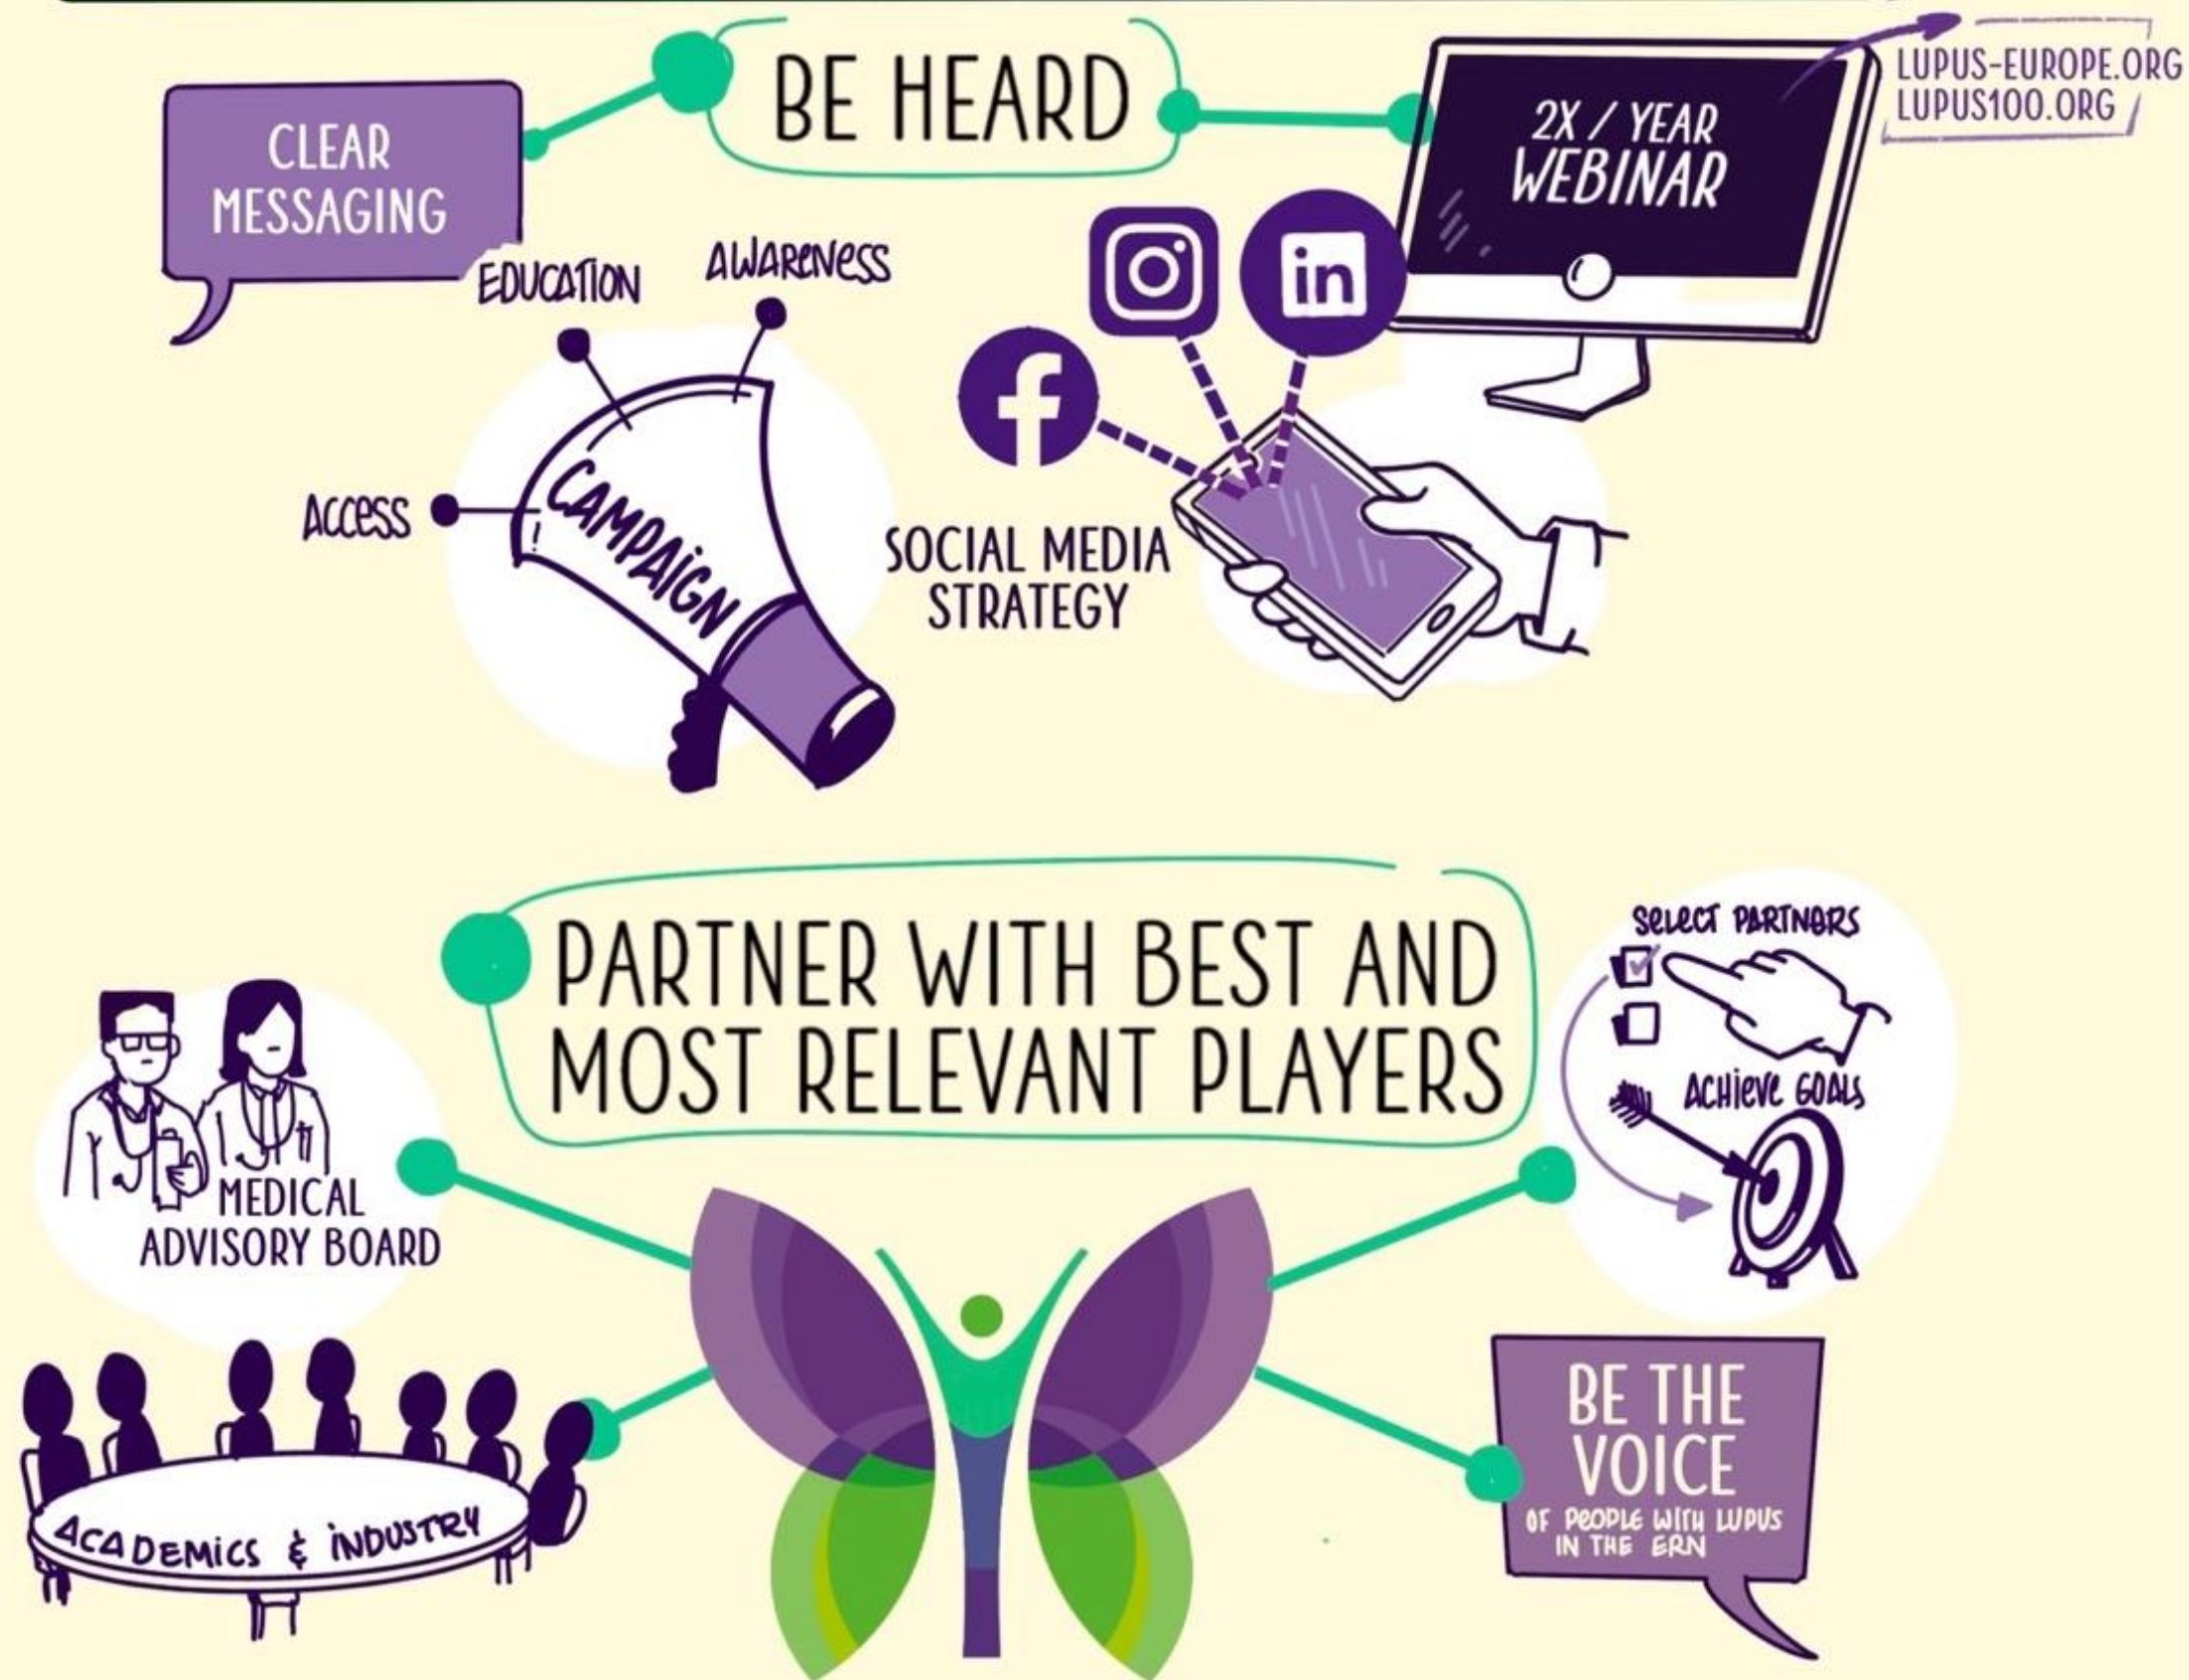 BE HEARD
CLEAR
MESSAGING
2X / YEAR
WEBINAR
LUPUS-EUROPE.ORG
LUPUS100.ORG
EDUCATION
AWARENESS
ACCESS
CAMPAIGN
f
in
SOCIAL MEDIA
STRATEGY
PARTNER WITH BEST AND
MOST RELEVANT PLAYERS
SELECT PARTNERS
ACHIEVE GOALS
MEDICAL
ADVISORY BOARD
ACADEMICS & INDUSTRY
BE THE
VOICE
OF PEOPLE WITH LUPUS
IN THE ERN